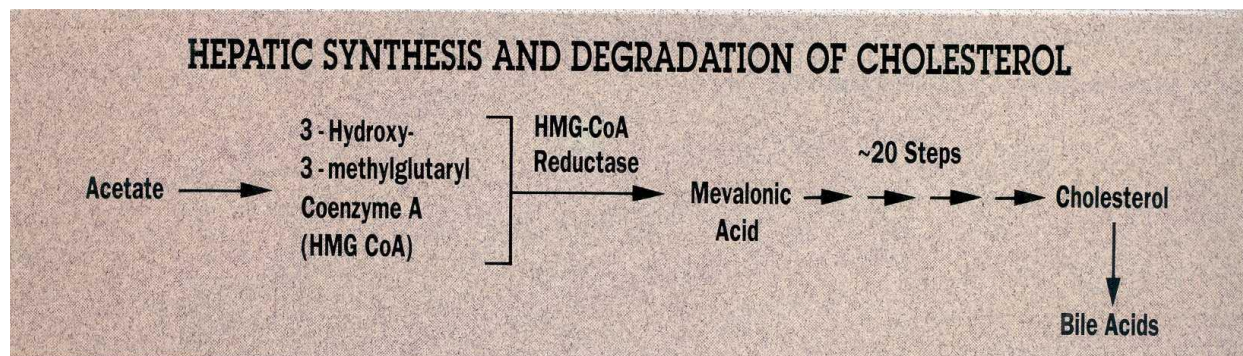 HEPATIC SYNTHESIS AND DEGRADATION OF CHOLESTEROL
Acetate
3 - Hydroxy-
3 - methylglutaryl
Coenzyme A
(HMG CoA)
HMG-CoA
Reductase
Mevalonic
Acid
~20 Steps
Cholesterol
Bile Acids